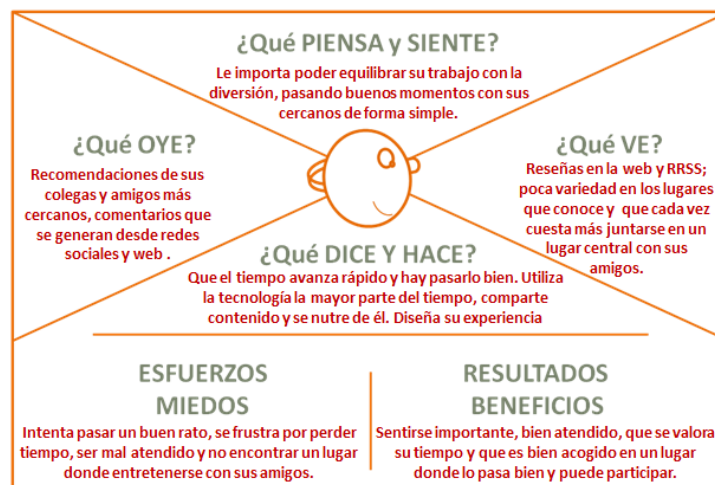 ¿Qué PIENSA y SIENTE?
Le importa poder equilibrar su trabajo con la
diversión, pasando buenos momentos con sus
cercanos de forma simple.
¿Qué OYE?
Recomendaciones de sus
colegas y amigos más
cercanos, comentarios que
se generan desde redes
sociales y web .
¿Qué VE?
Reseñas en la web y RRSS;
poca variedad en los lugares
que conoce y que cada vez
cuesta más juntarse en un
lugar central con sus
amigos.
¿Qué DICE Y HACE?
Que el tiempo avanza rápido y hay pasarlo bien. Utiliza
la tecnología la mayor parte del tiempo, comparte
contenido y se nutre de él. Diseña su experiencia
ESFUERZOS
MIEDOS
Intenta pasar un buen rato, se frustra por perder
tiempo, ser mal atendido y no encontrar un lugar
donde entretenerse con sus amigos.
RESULTADOS
BENEFICIOS
Sentirse importante, bien atendido, que se valora
su tiempo y que es bien acogido en un lugar
donde lo pasa bien y puede participar.